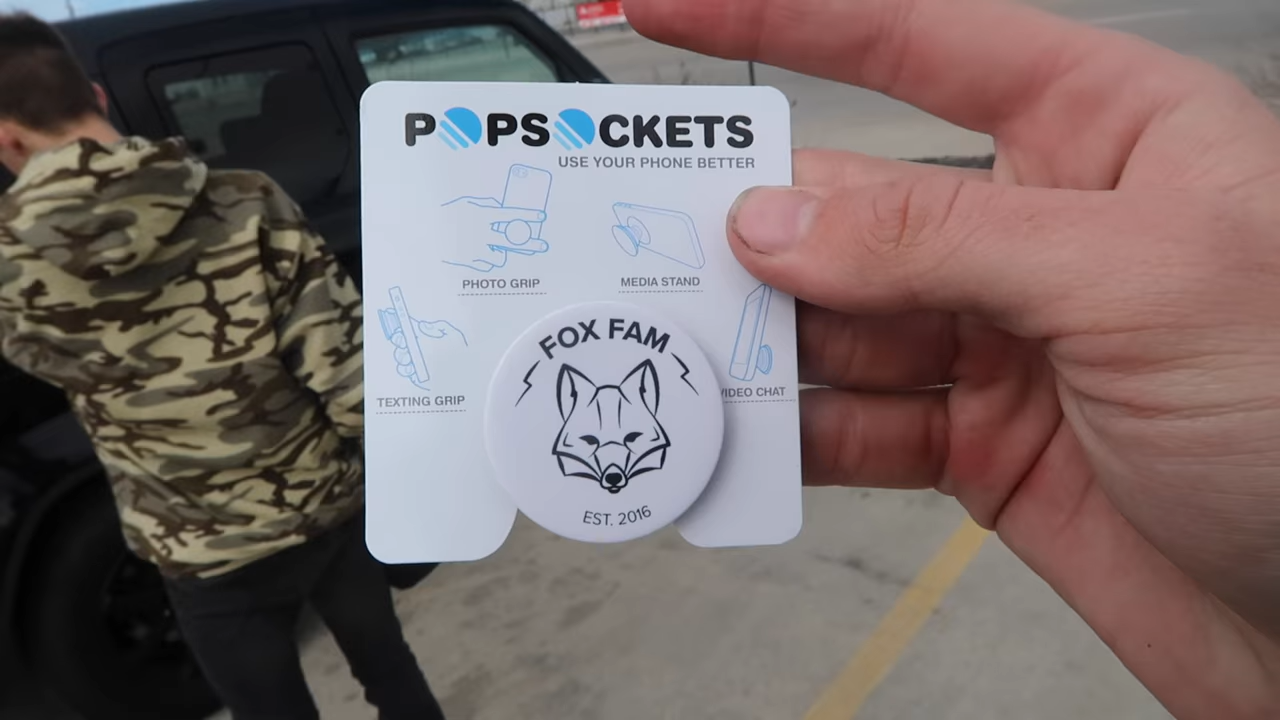 POPSOCKETS
USE YOUR PHONE BETTER
PHOTO GRIP
MEDIA STAND
TEXTING GRIP
VIDEO CHAT
FOX FAM
EST. 2016